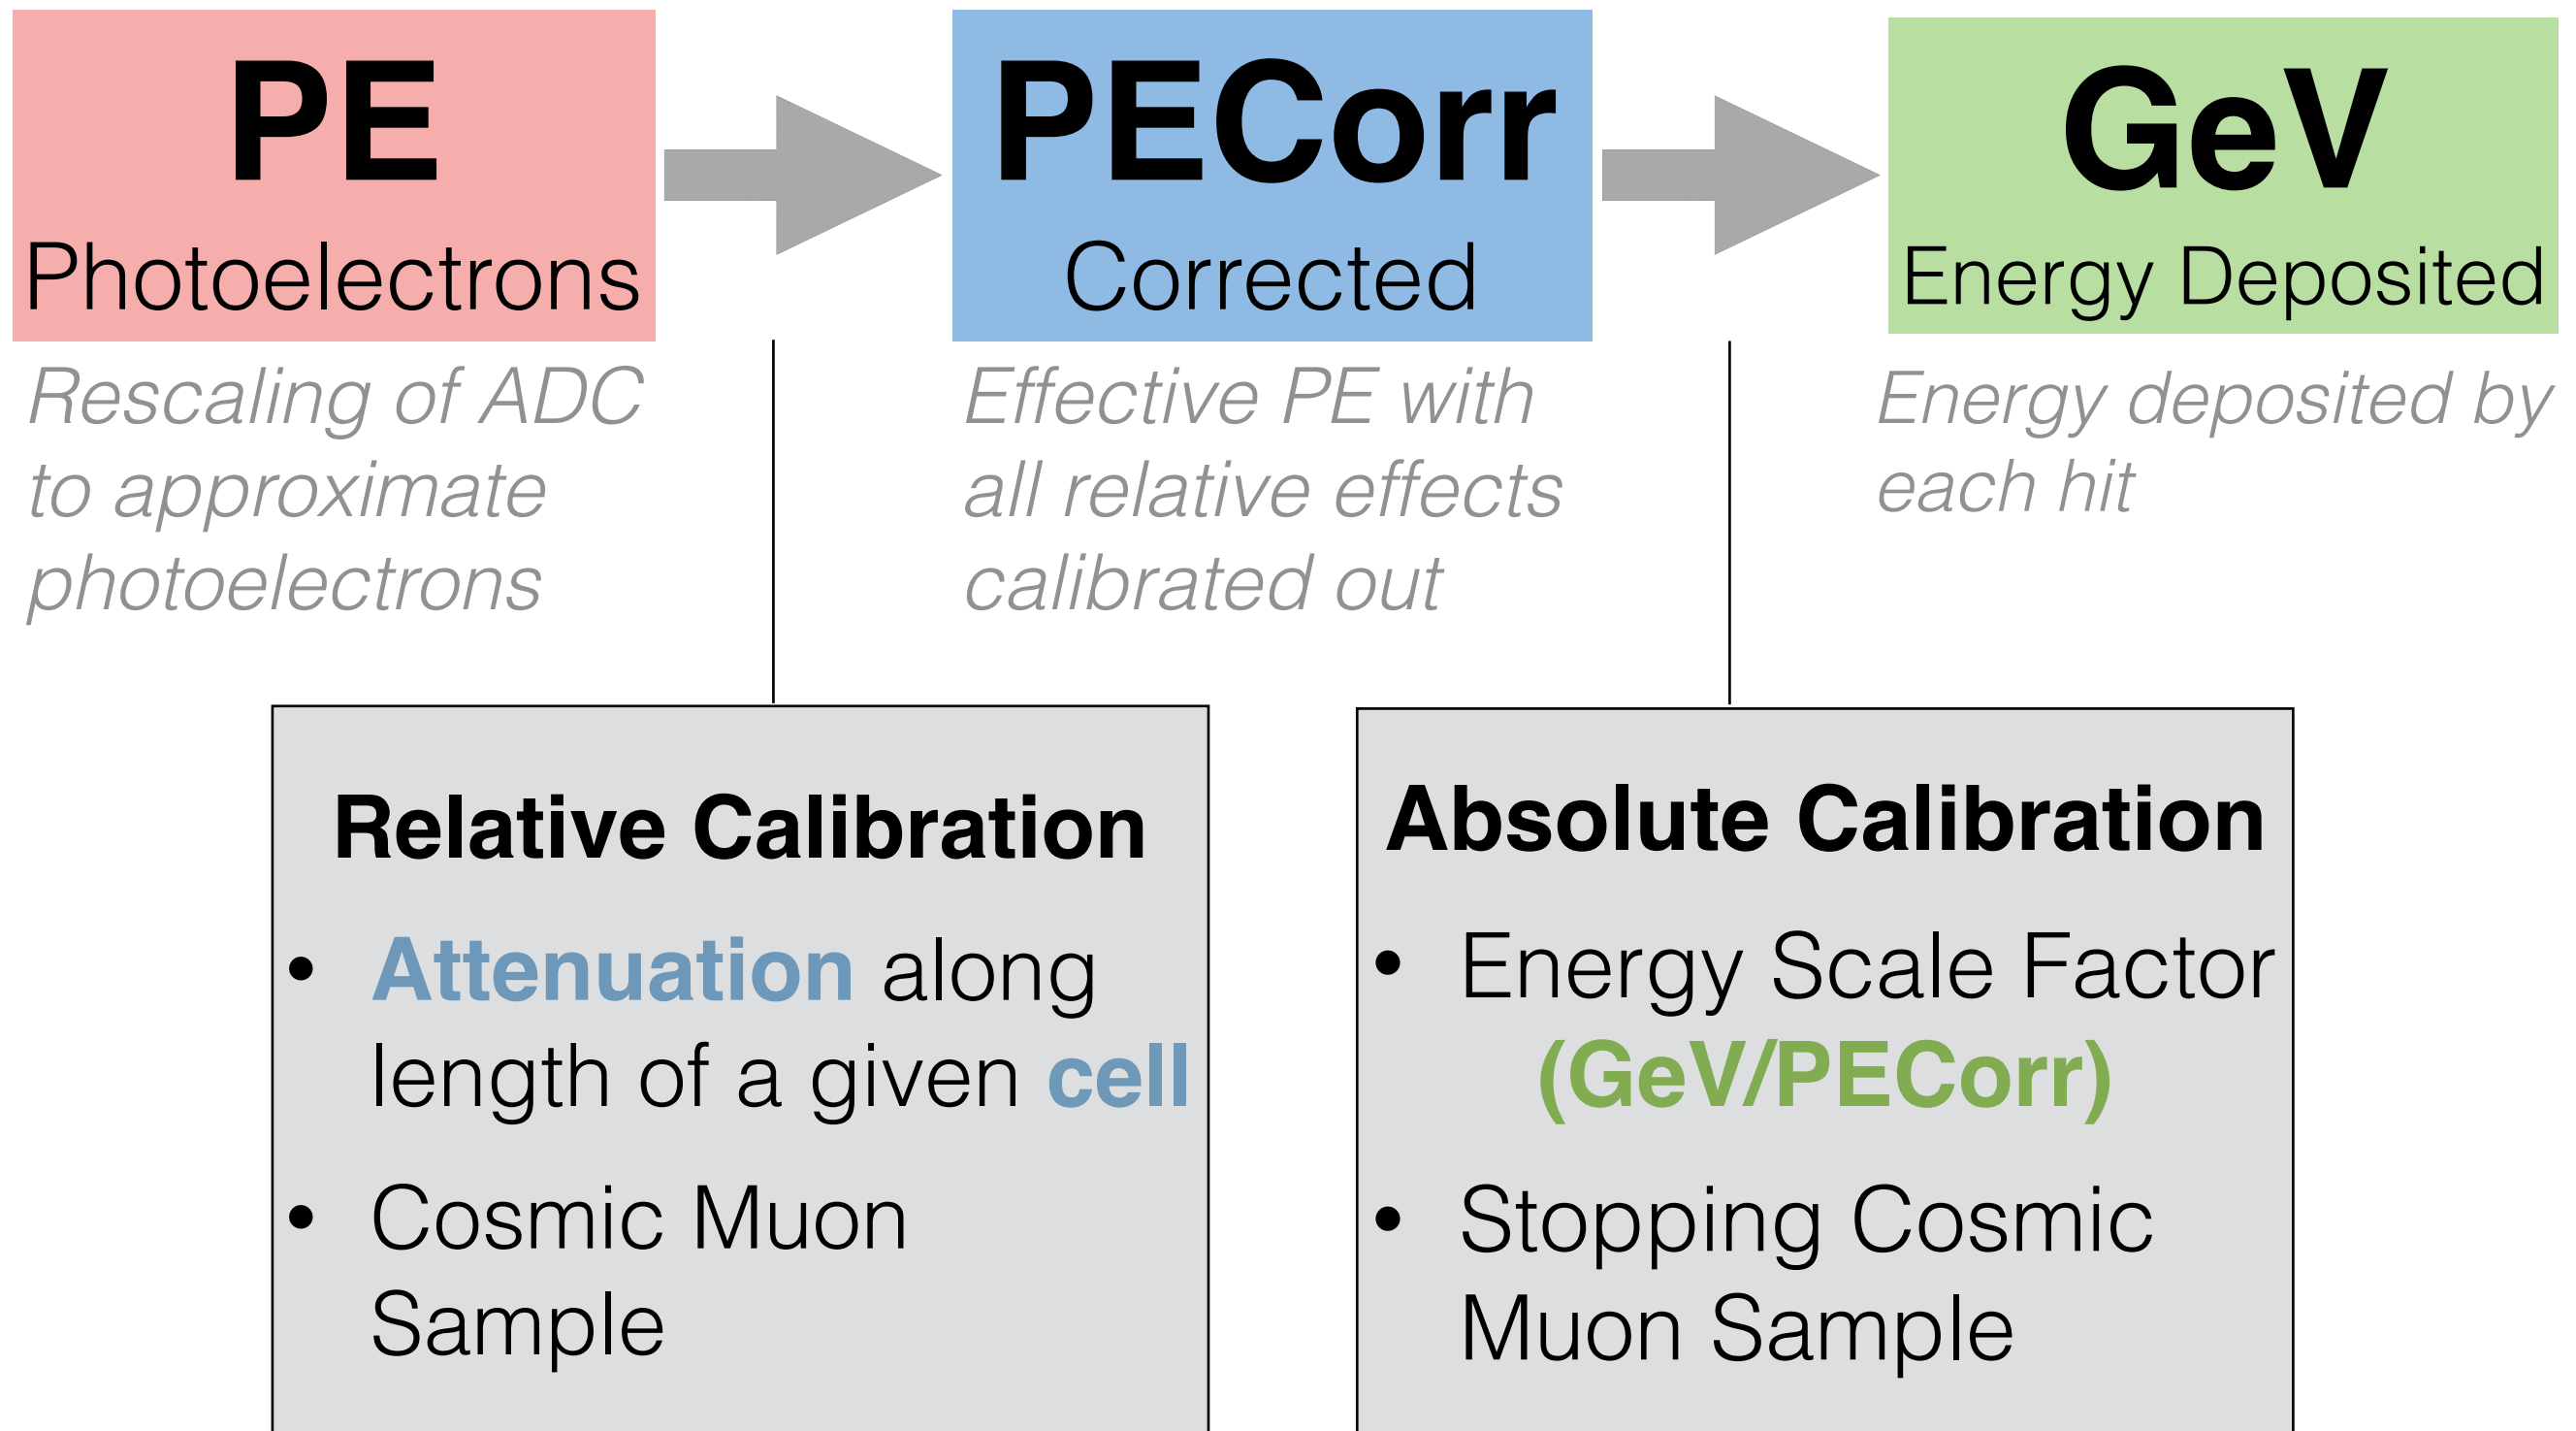 PE
Photoelectrons
Rescaling of ADC
to approximate
photoelectrons
PECorr
Corrected
Effective PE with
all relative effects
calibrated out
GeV
Energy Deposited
Energy deposited by
each hit
Relative Calibration
• Attenuation along
length of a given cell
• Cosmic Muon
Sample
Absolute Calibration
• Energy Scale Factor
(GeV/PECorr)
• Stopping Cosmic
Muon Sample